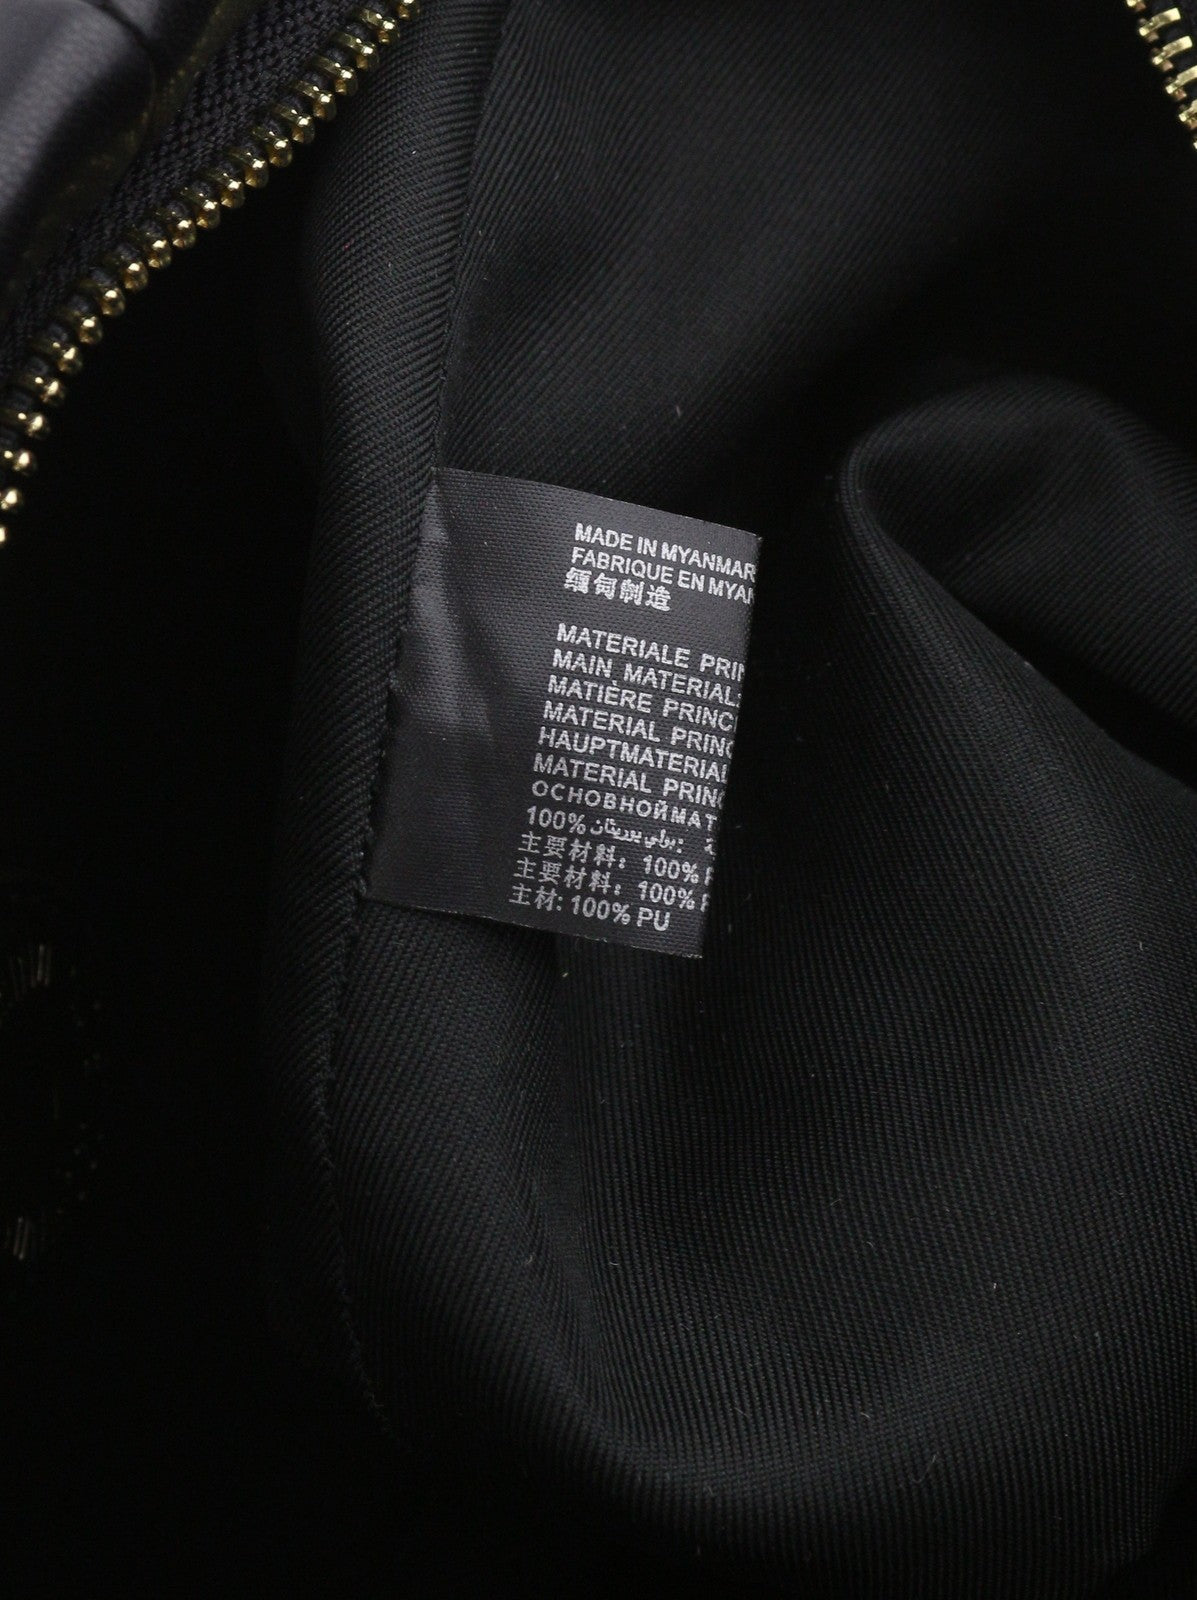 MADE IN MYANMAR
FABRIQUE EN MYAN
缅甸制造
MATERIALE PRIN
MAIN MATERIAL:
MATIÈRE PRINC
MATERIAL PRINC
HAUPTMATERIAL
MATERIAL PRINC
ОСНОВНОЙ МАТ
100% بولي يوريثان:
主要材料: 100% P
主要材料: 100% P
主材: 100% PU